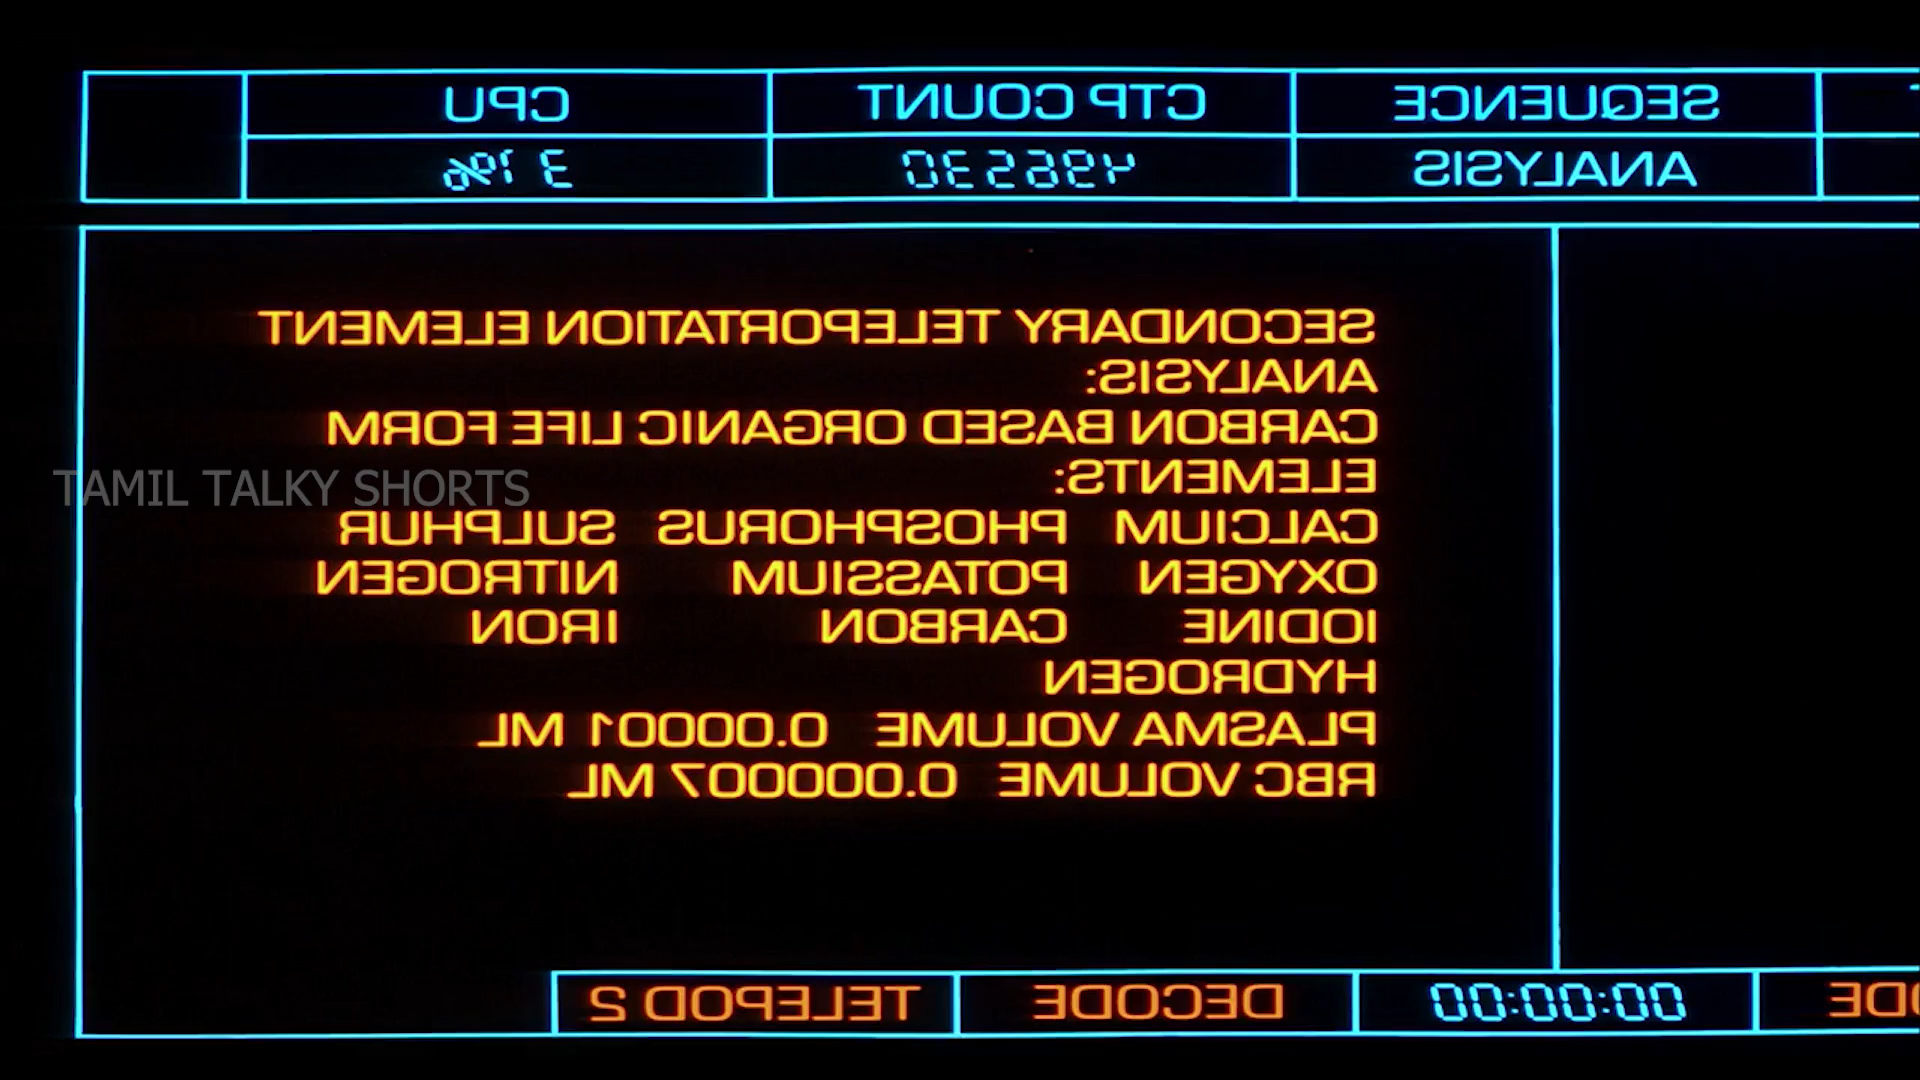 SEQUENCE CTP COUNT CPU
ANALYSIS 4965530 3 1%
SECONDARY TELEPORTATION ELEMENT
ANALYSIS:
CARBON BASED ORGANIC LIFE FORM
ELEMENTS:
TAMIL TALKY SHORTS
CALCIUM PHOSPHORUS SULPHUR
OXYGEN POTASSIUM NITROGEN
IODINE CARBON IRON
HYDROGEN
PLASMA VOLUME 0.00001 ML
RBC VOLUME 0.000007 ML
00:00:00 DECODE TELEPOD 2